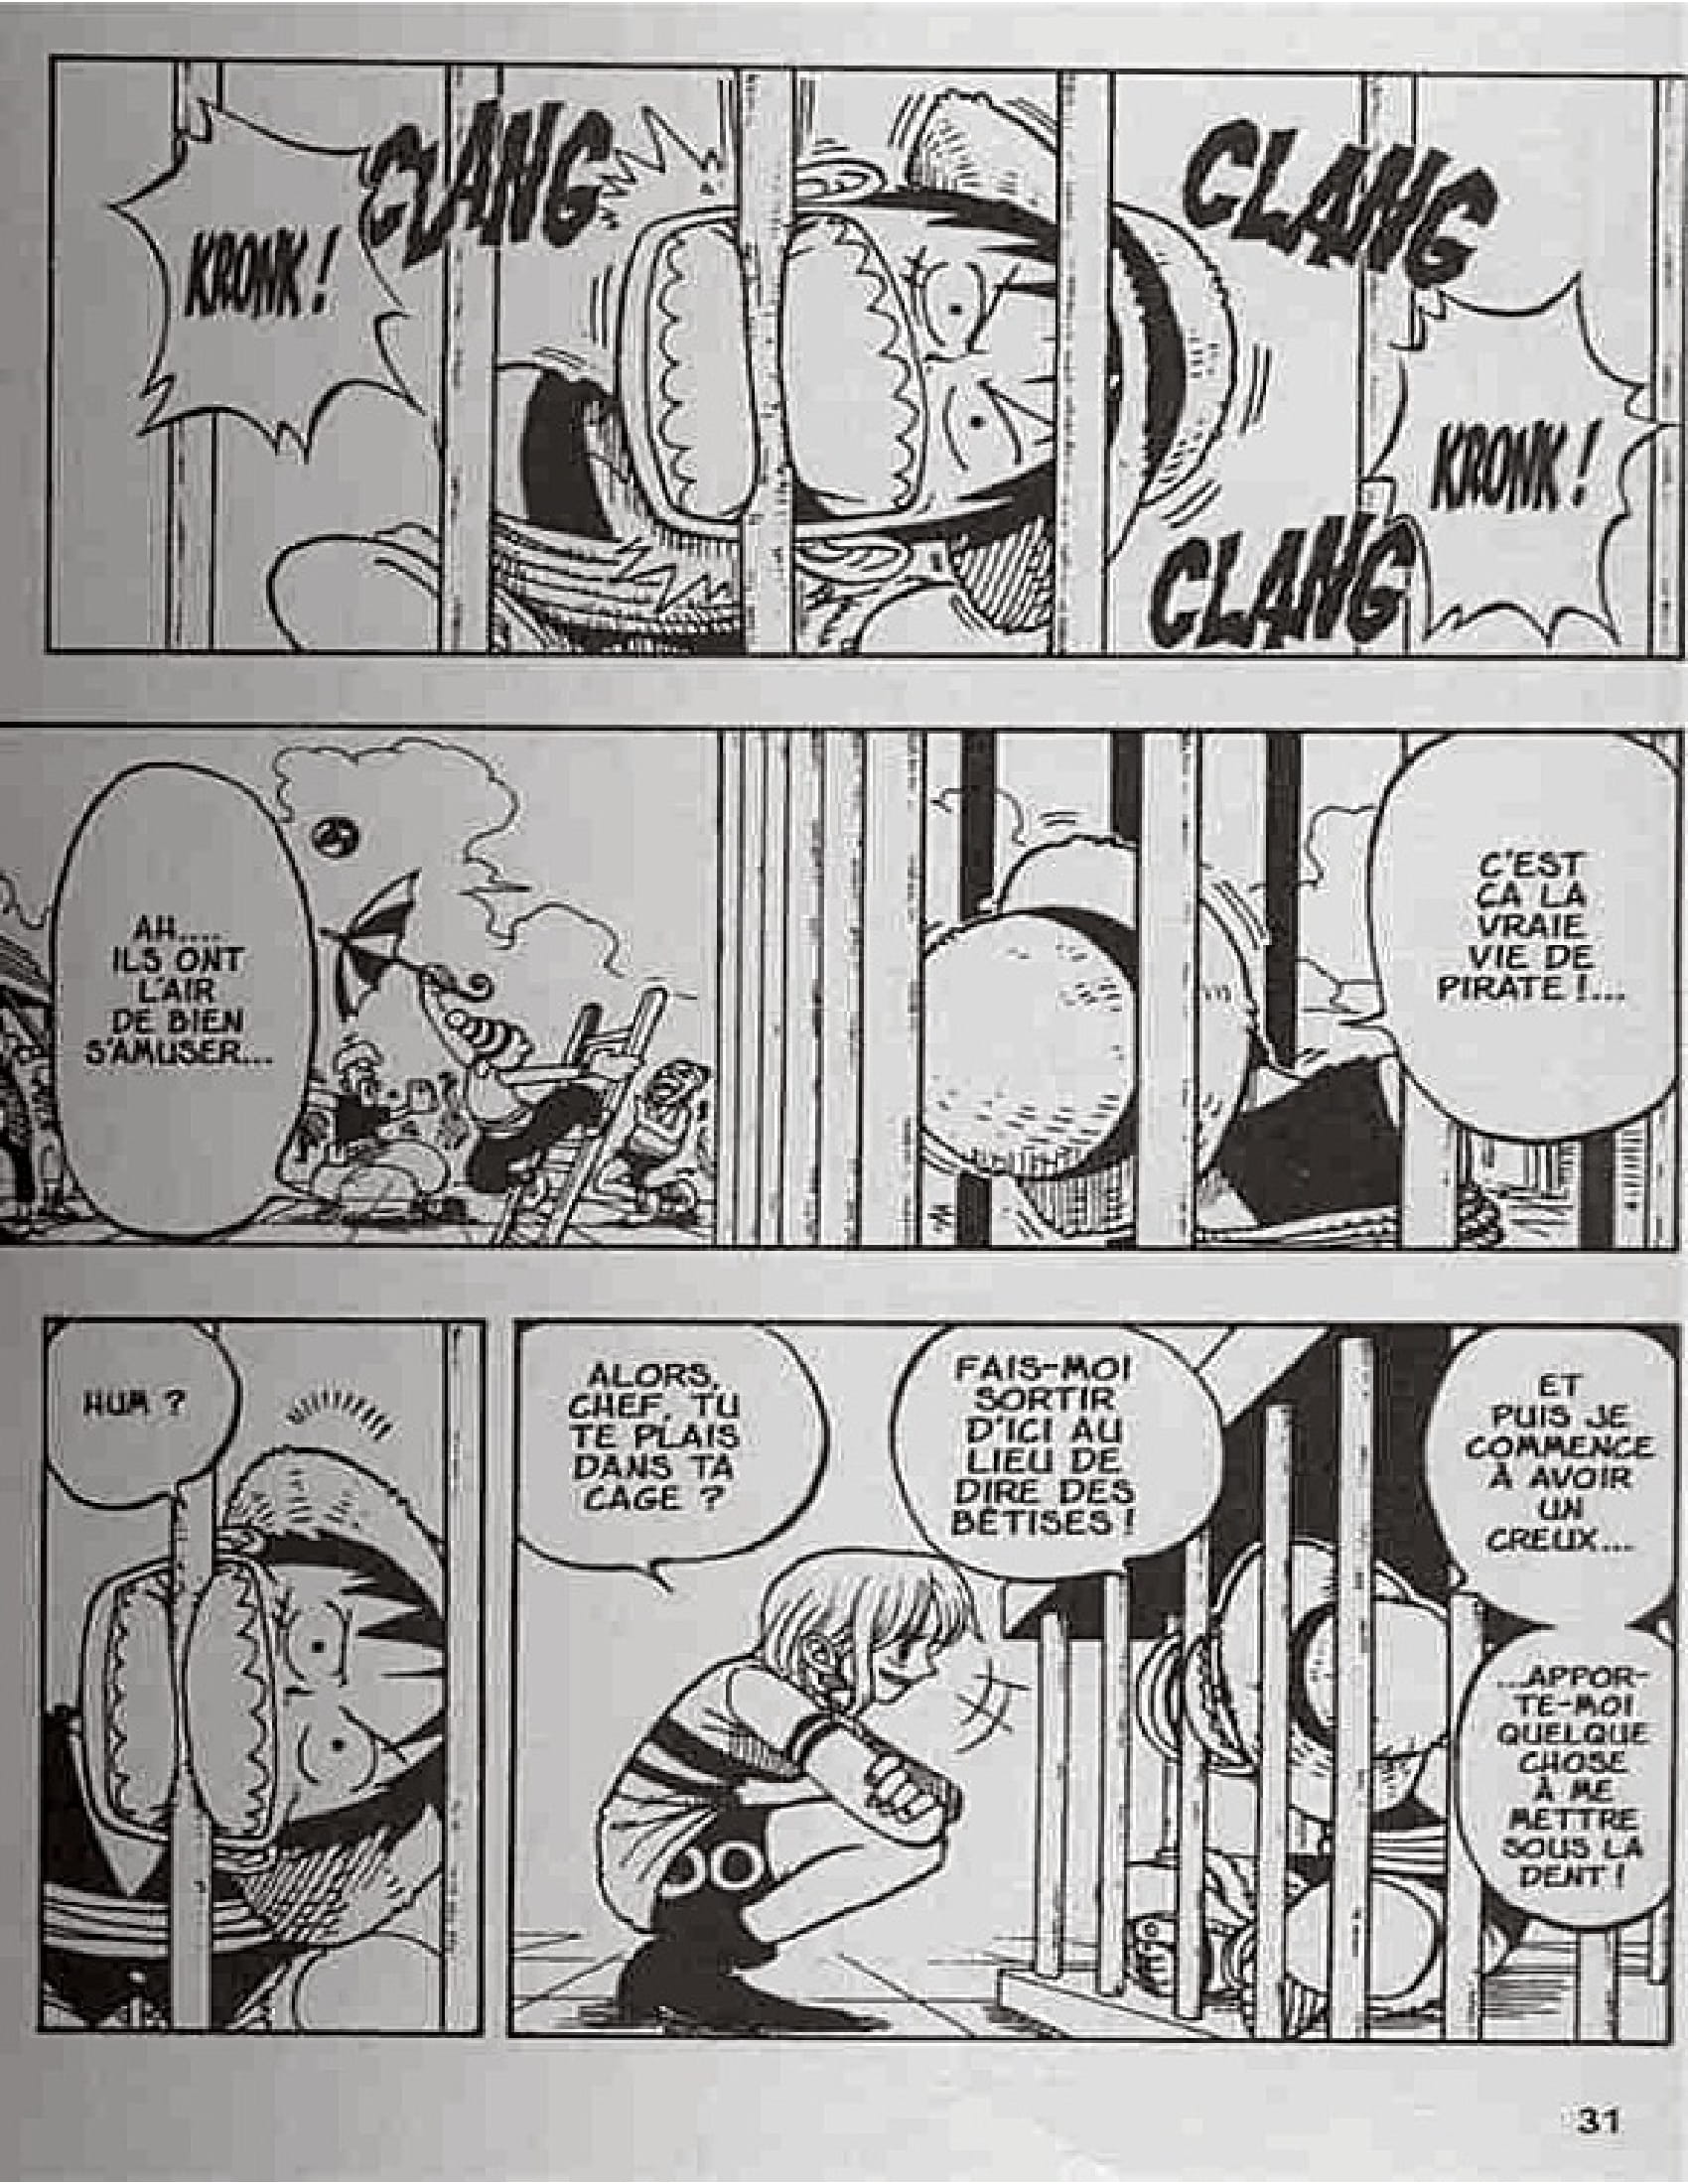 CLANG
KRONK !
CLANG
CLANG
KRONK !
C'EST
ÇA LA
VRAIE
VIE DE
PIRATE !...
AH....
ILS ONT
L'AIR
DE BIEN
S'AMUSER...
ET
PUIS JE
COMMENCE
À AVOIR
UN
CREUX...
...APPOR-
TE-MOI
QUELQUE
CHOSE
À ME
METTRE
SOUS LA
DENT !
FAIS-MOI
SORTIR
D'ICI AU
LIEU DE
DIRE DES
BÊTISES !
ALORS,
CHEF, TU
TE PLAIS
DANS TA
CAGE ?
HUM ?
31